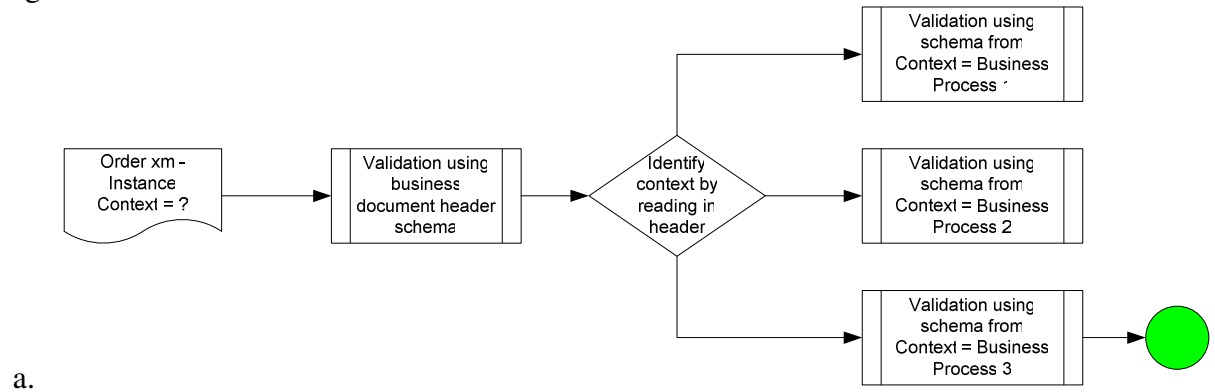 Validation using
schema from
Context = Business
Process 1
Order xml-
Instance
Context = ?
Validation using
business
document header
schema
Identify
context by
reading in
header
Validation using
schema from
Context = Business
Process 2
Validation using
schema from
Context = Business
Process 3
a.